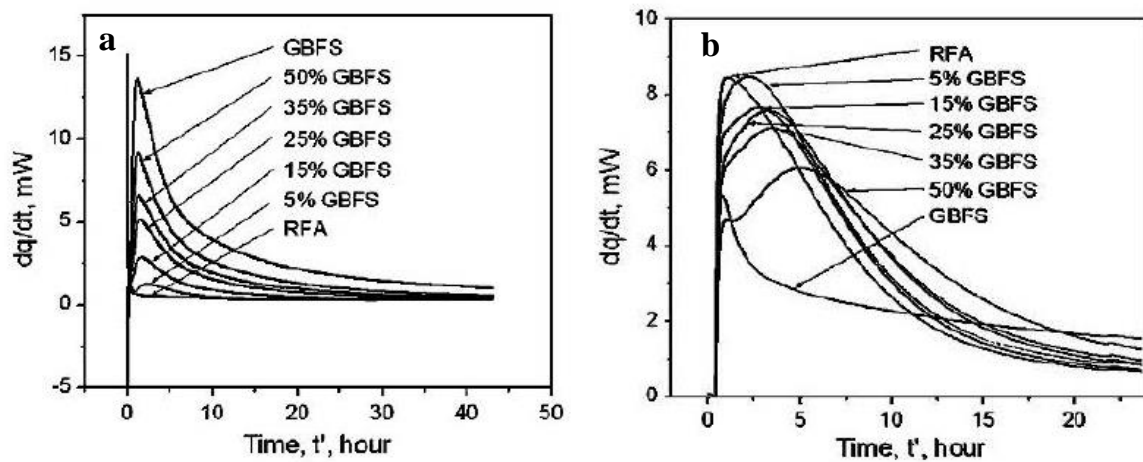 a
15
10
5
0
-5
dq/dt, mW
GBFS
50% GBFS
35% GBFS
25% GBFS
15% GBFS
5% GBFS
RFA
0 10 20 30 40 50
Time, t', hour
b
8
6
4
2
0
dq/dt, mW
RFA
5% GBFS
15% GBFS
25% GBFS
35% GBFS
50% GBFS
GBFS
0 5 10 15 20
Time, t', hour